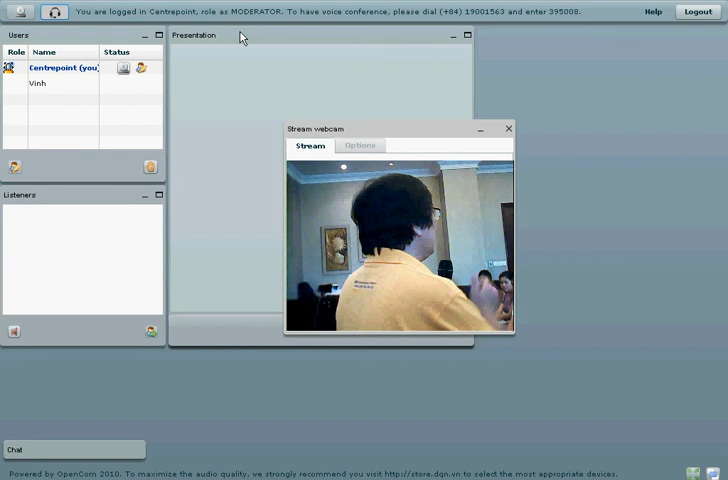 You are logged in Centrepoint, role as MODERATOR. To have voice conference, please dial (+84) 19001563 and enter 395008.
Help
Logout
Users
Role Name Status
Centrepoint (you)
Vinh
Listeners
Presentation
Stream webcam
Stream
Options
Chat
Powered by OpenCom 2010. To maximize the audio quality, we strongly recommend you visit http://store.dqn.vn to select the most appropriate devices.